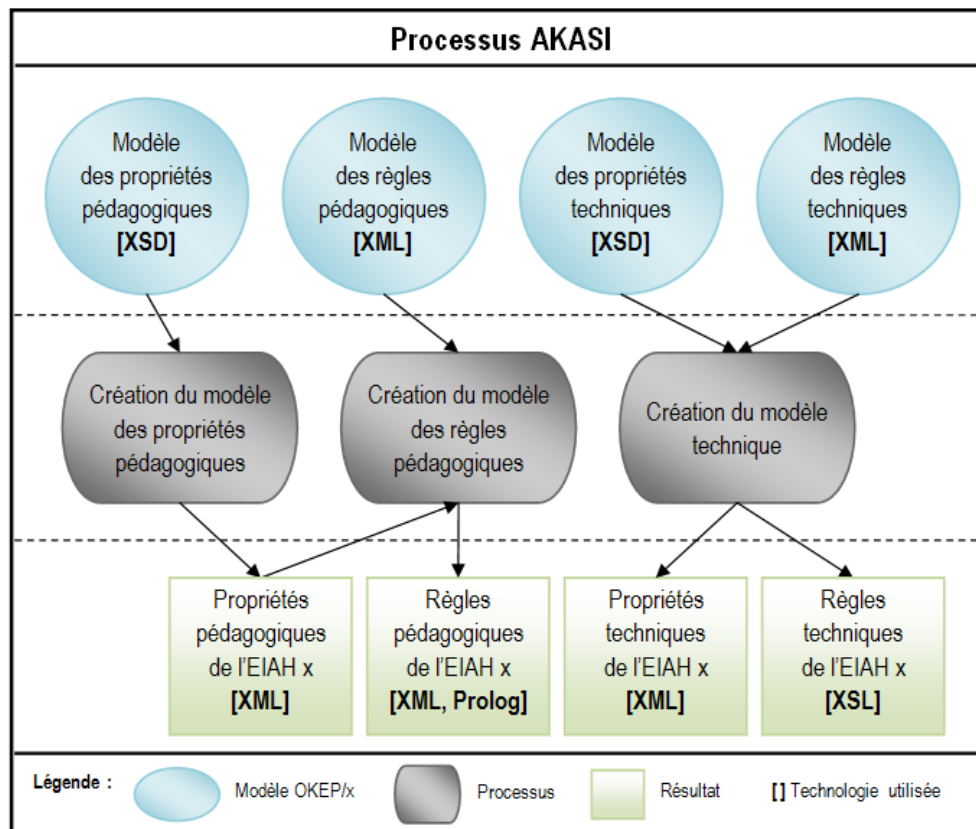 Processus AKASI
Modèle
des propriétés
pédagogiques
[XSD]
Modèle
des règles
pédagogiques
[XML]
Modèle
des propriétés
techniques
[XSD]
Modèle
des règles
techniques
[XML]
Création du modèle
des propriétés
pédagogiques
Création du modèle
des règles
pédagogiques
Création du modèle
technique
Propriétés
pédagogiques
de l'EIAH x
[XML]
Règles
pédagogiques
de l'EIAH x
[XML, Prolog]
Propriétés
techniques
de l'EIAH x
[XML]
Règles
techniques
de l'EIAH x
[XSL]
Légende :
Modèle OKEP/x
Processus
Résultat
[ ] Technologie utilisée